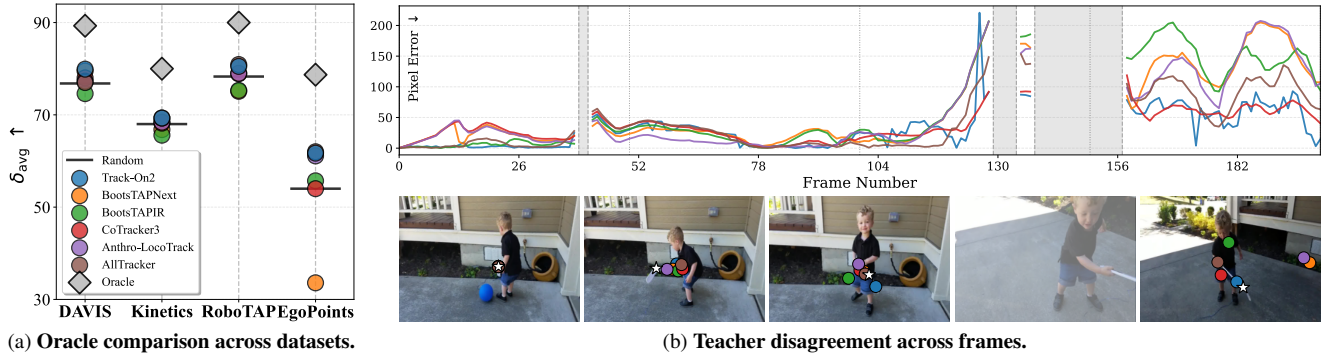 90
70
50
30
δavg ↑
Random
Track-On2
BootsTAPNext
BootsTAPIR
CoTracker3
Anthro-LocoTrack
AllTracker
Oracle
DAVIS Kinetics RoboTAP EgoPoints
(a) Oracle comparison across datasets.
Pixel Error ↓
200
150
100
50
0
0 26 52 78 104 130 156 182
Frame Number
(b) Teacher disagreement across frames.